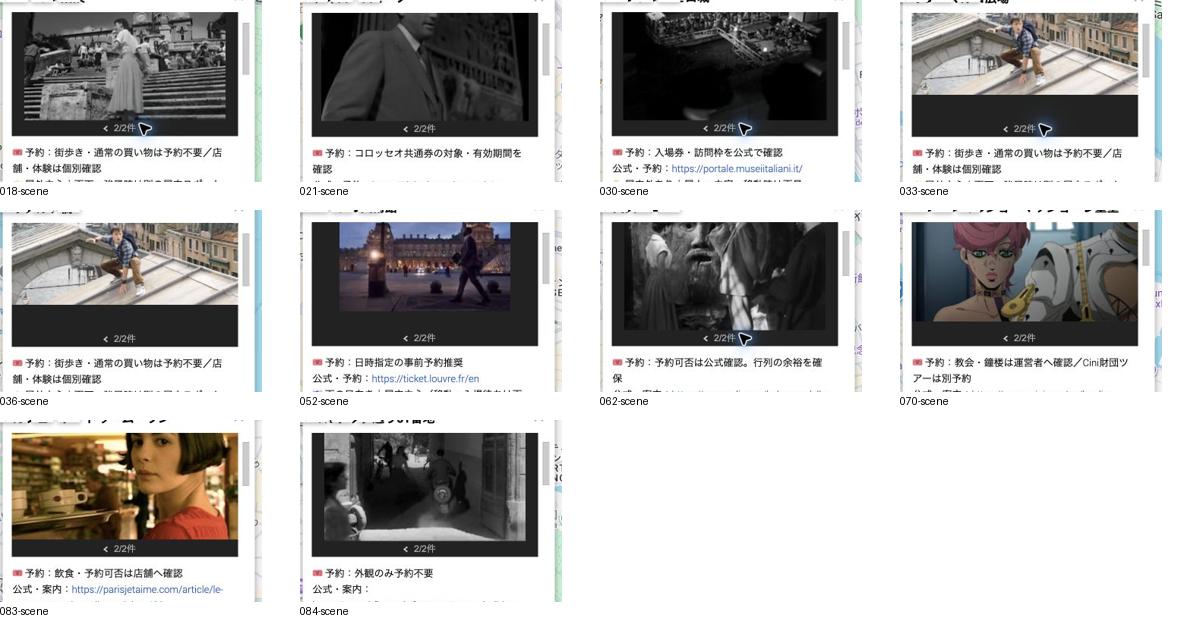 2/2件
予約：街歩き・通常の買い物は予約不要／店
舗・体験は個別確認
018-scene
2/2件
予約：コロッセオ共通券の対象・有効期間を
確認
021-scene
2/2件
予約：入場券・訪問枠を公式で確認
公式・予約：https://portale.museiitaliani.it/
030-scene
2/2件
予約：街歩き・通常の買い物は予約不要／店
舗・体験は個別確認
033-scene
2/2件
予約：街歩き・通常の買い物は予約不要／店
舗・体験は個別確認
036-scene
2/2件
予約：日時指定の事前予約推奨
公式・予約：https://ticket.louvre.fr/en
052-scene
2/2件
予約：予約可否は公式確認。行列の余裕を確
保
062-scene
2/2件
予約：教会・鐘楼は運営者へ確認／Cini財団ツ
アーは別予約
070-scene
2/2件
予約：飲食・予約可否は店舗へ確認
公式・案内：https://parisjetaime.com/article/le-
083-scene
2/2件
予約：外観のみ予約不要
公式・案内：
084-scene